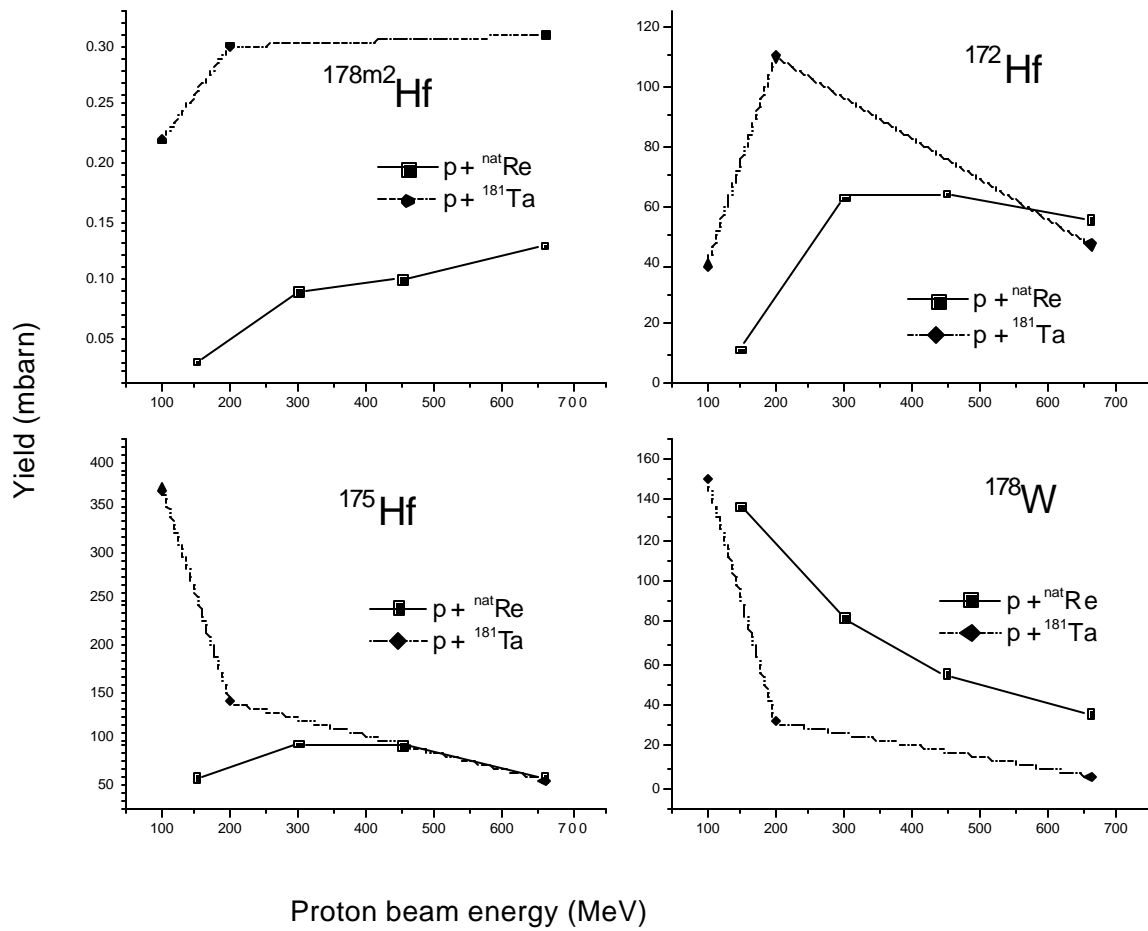 Yield (mbarn)
178m2Hf
p + natRe
p + 181Ta
0.30
0.25
0.20
0.15
0.10
0.05
100 200 300 400 500 600 700
172Hf
p + natRe
p + 181Ta
120
100
80
60
40
20
0
100 200 300 400 500 600 700
175Hf
p + natRe
p + 181Ta
400
350
300
250
200
150
100
50
100 200 300 400 500 600 700
178W
p + natRe
p + 181Ta
160
140
120
100
80
60
40
20
0
100 200 300 400 500 600 700
Proton beam energy (MeV)